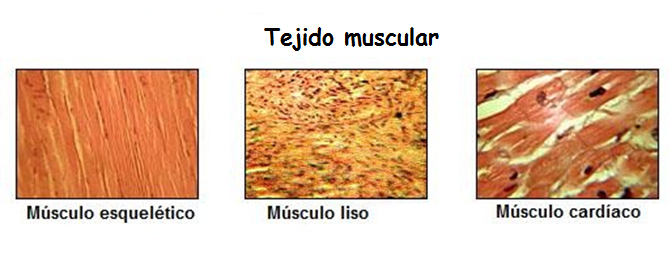 Tejido muscular
Músculo esquelético
Músculo liso
Músculo cardíaco